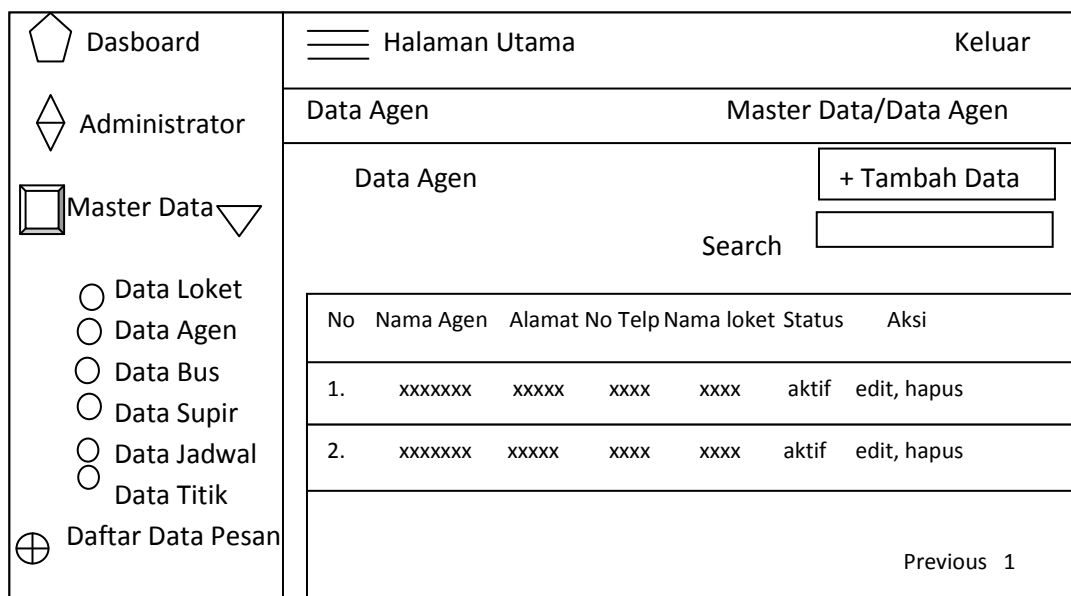 Dasboard
Administrator
Master Data
Data Loket
Data Agen
Data Bus
Data Supir
Data Jadwal
Data Titik
Daftar Data Pesan
Halaman Utama Keluar
Data Agen Master Data/Data Agen
Data Agen + Tambah Data
Search
No Nama Agen Alamat No Telp Nama loket Status Aksi
1. xxxxxxx xxxxx xxxx xxxx aktif edit, hapus
2. xxxxxxx xxxxx xxxx xxxx aktif edit, hapus
Previous 1